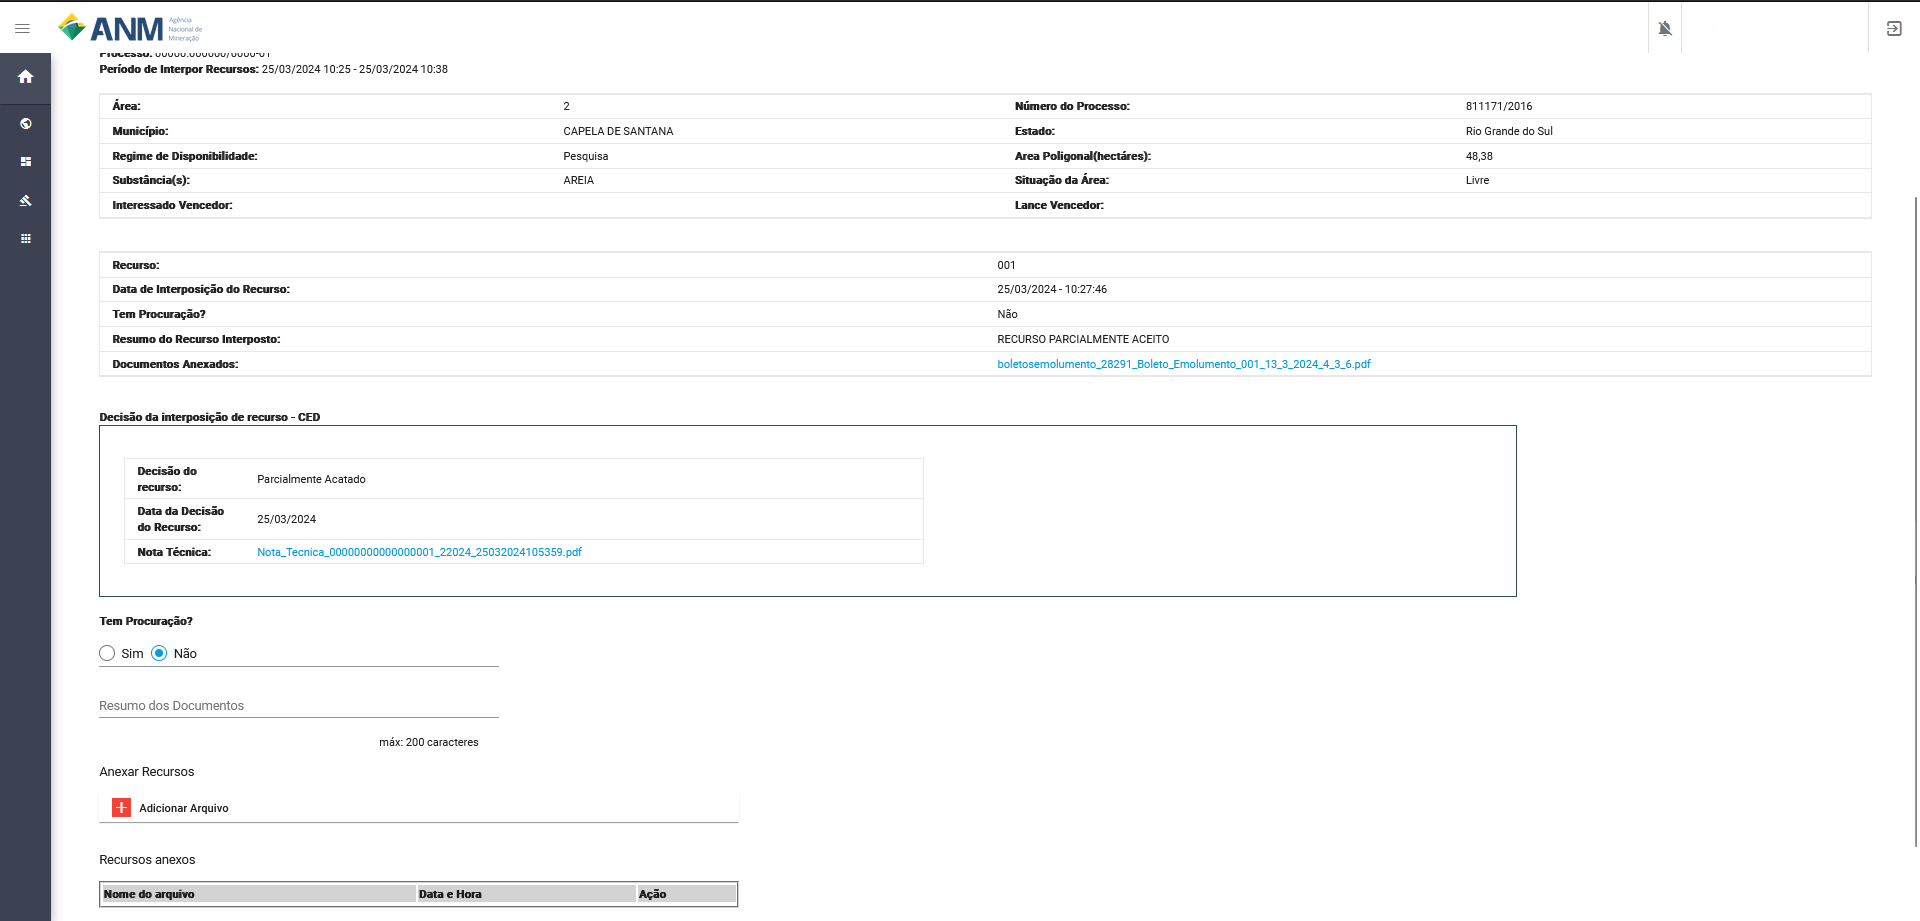 ANM Agência
Nacional de
Mineração
Processo: 00000.000000/0000-01
Período de Interpor Recursos: 25/03/2024 10:25 - 25/03/2024 10:38
Área: 2 Número do Processo: 811171/2016
Município: CAPELA DE SANTANA Estado: Rio Grande do Sul
Regime de Disponibilidade: Pesquisa Area Poligonal(hectáres): 48,38
Substância(s): AREIA Situação da Área: Livre
Interessado Vencedor: Lance Vencedor:
Recurso: 001
Data de Interposição do Recurso: 25/03/2024 - 10:27:46
Tem Procuração? Não
Resumo do Recurso Interposto: RECURSO PARCIALMENTE ACEITO
Documentos Anexados: boletosemolumento_28291_Boleto_Emolumento_001_13_3_2024_4_3_6.pdf
Decisão da interposição de recurso - CED
Decisão do
recurso: Parcialmente Acatado
Data da Decisão
do Recurso: 25/03/2024
Nota Técnica: Nota_Tecnica_00000000000000001_22024_25032024105359.pdf
Tem Procuração?
Sim Não
Resumo dos Documentos
máx: 200 caracteres
Anexar Recursos
Adicionar Arquivo
Recursos anexos
Nome do arquivo Data e Hora Ação